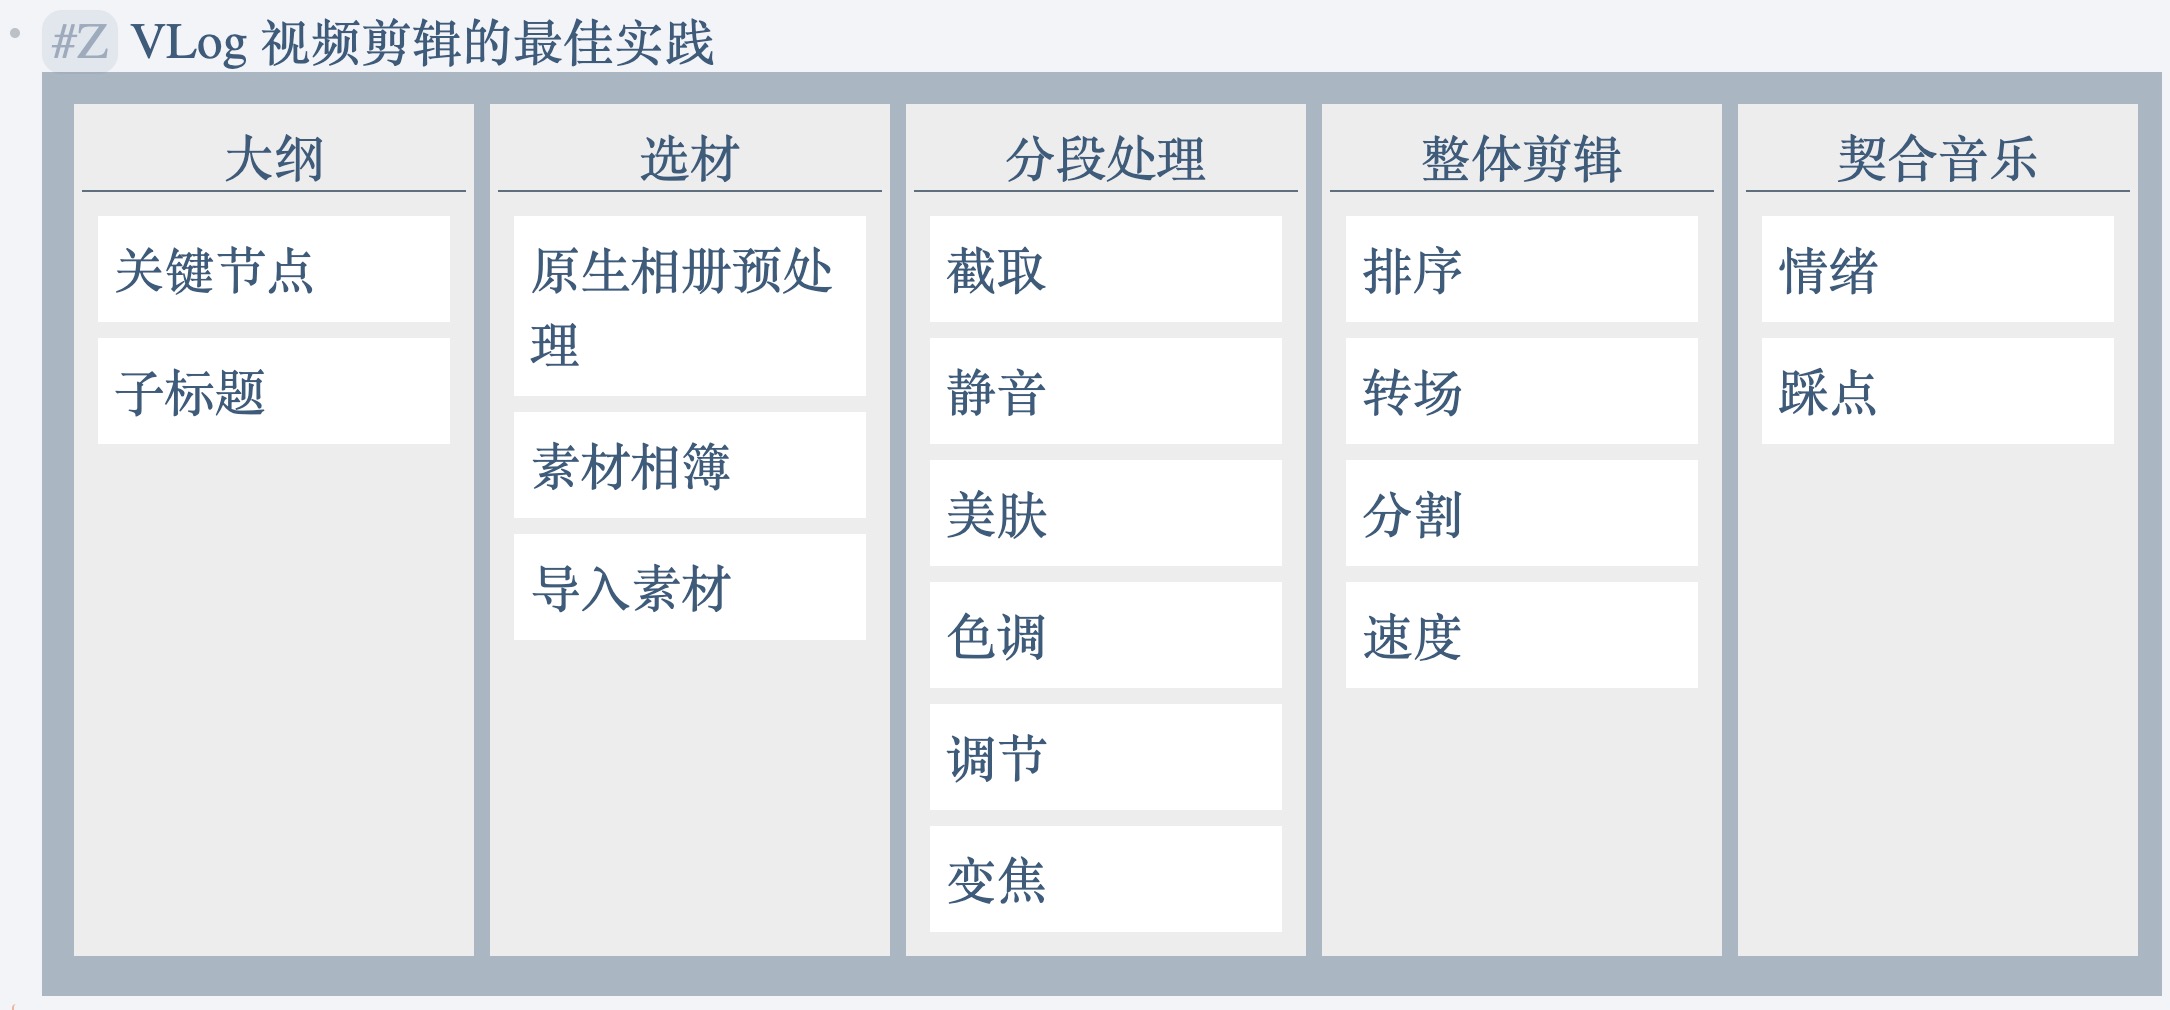 #Z VLog 视频剪辑的最佳实践
大纲
关键节点
子标题
选材
原生相册预处
理
素材相簿
导入素材
分段处理
截取
静音
美肤
色调
调节
变焦
整体剪辑
排序
转场
分割
速度
契合音乐
情绪
踩点